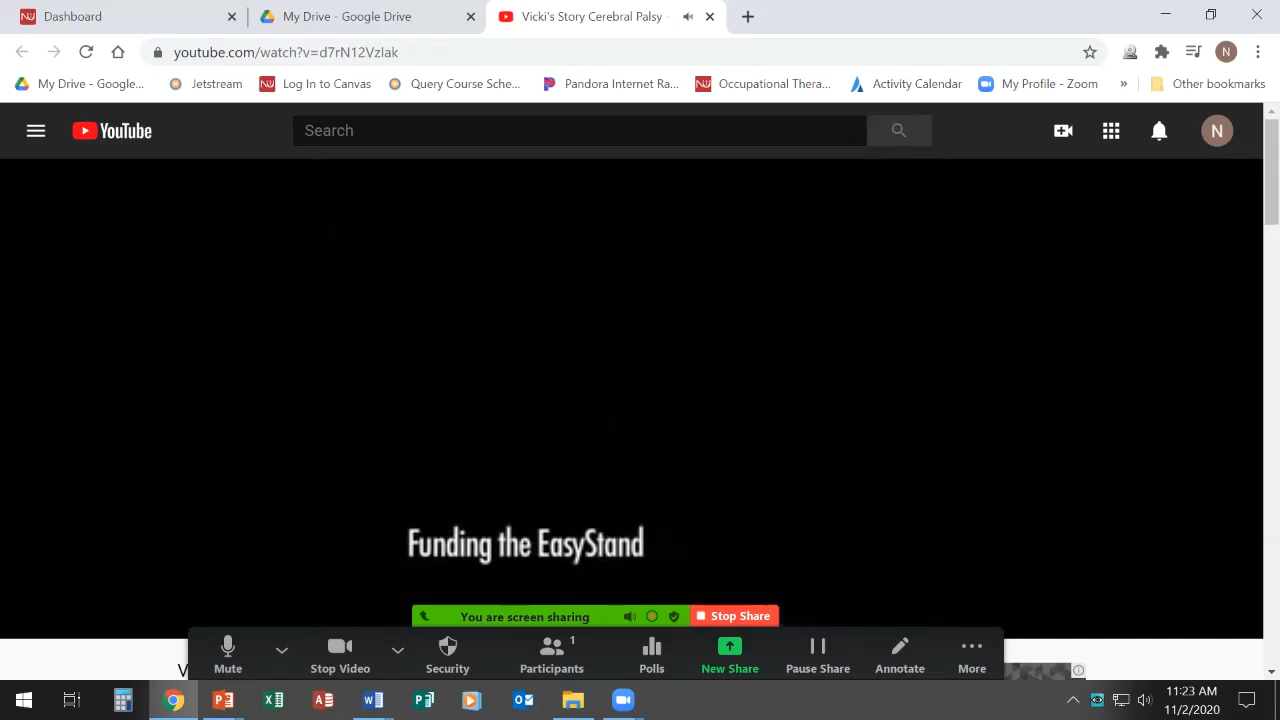 Dashboard
My Drive - Google Drive
Vicki's Story Cerebral Palsy -
youtube.com/watch?v=d7rN12VzIak
My Drive - Google...
Jetstream
NU
Log In to Canvas
Query Course Sche...
Pandora Internet Ra...
NU
Occupational Thera...
Activity Calendar
My Profile - Zoom
»
Other bookmarks
YouTube
Search
N
N
Funding the EasyStand
You are screen sharing
Stop Share
Mute
Stop Video
Security
1
Participants
Polls
New Share
Pause Share
Annotate
More
V
11:23 AM
11/2/2020